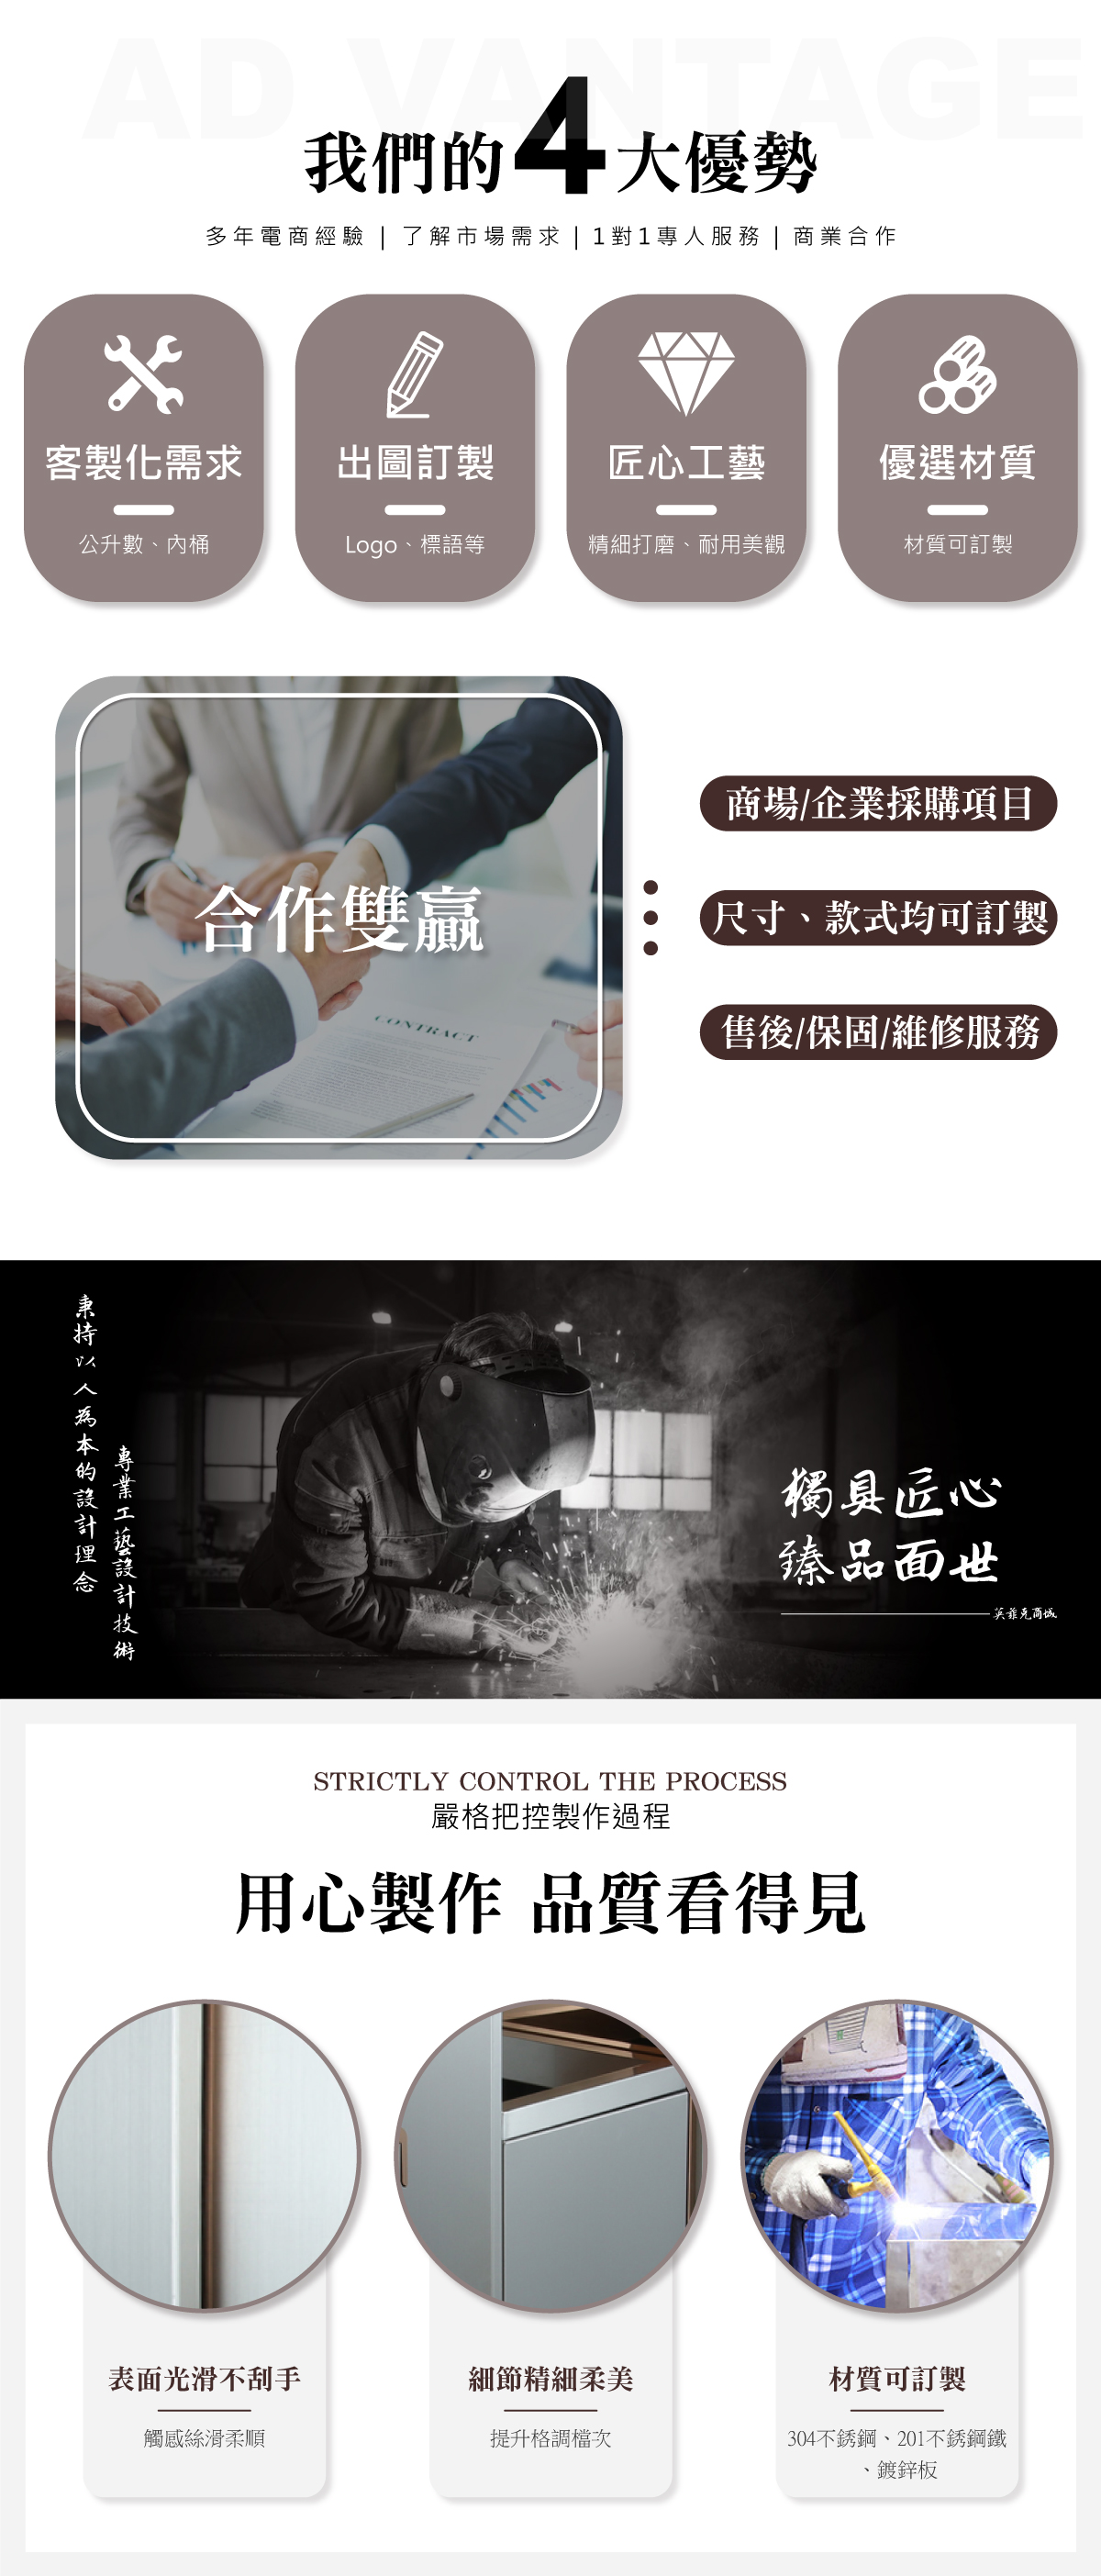 AD VANTAGE
我們的4大優勢
多年電商經驗 | 了解市場需求 | 1對1專人服務 | 商業合作
客製化需求
公升數、內桶
出圖訂製
Logo、標語等
匠心工藝
精細打磨、耐用美觀
優選材質
材質可訂製
合作雙贏
CONTRACT
商場/企業採購項目
尺寸、款式均可訂製
售後/保固/維修服務
秉持以人為本的設計理念
專業工藝設計技術
獨具匠心
臻品面世
英菲克商城
STRICTLY CONTROL THE PROCESS
嚴格把控製作過程
用心製作 品質看得見
表面光滑不刮手
觸感絲滑柔順
細節精細柔美
提升格調檔次
材質可訂製
304不銹鋼、201不銹鋼鐵
、鍍鋅板